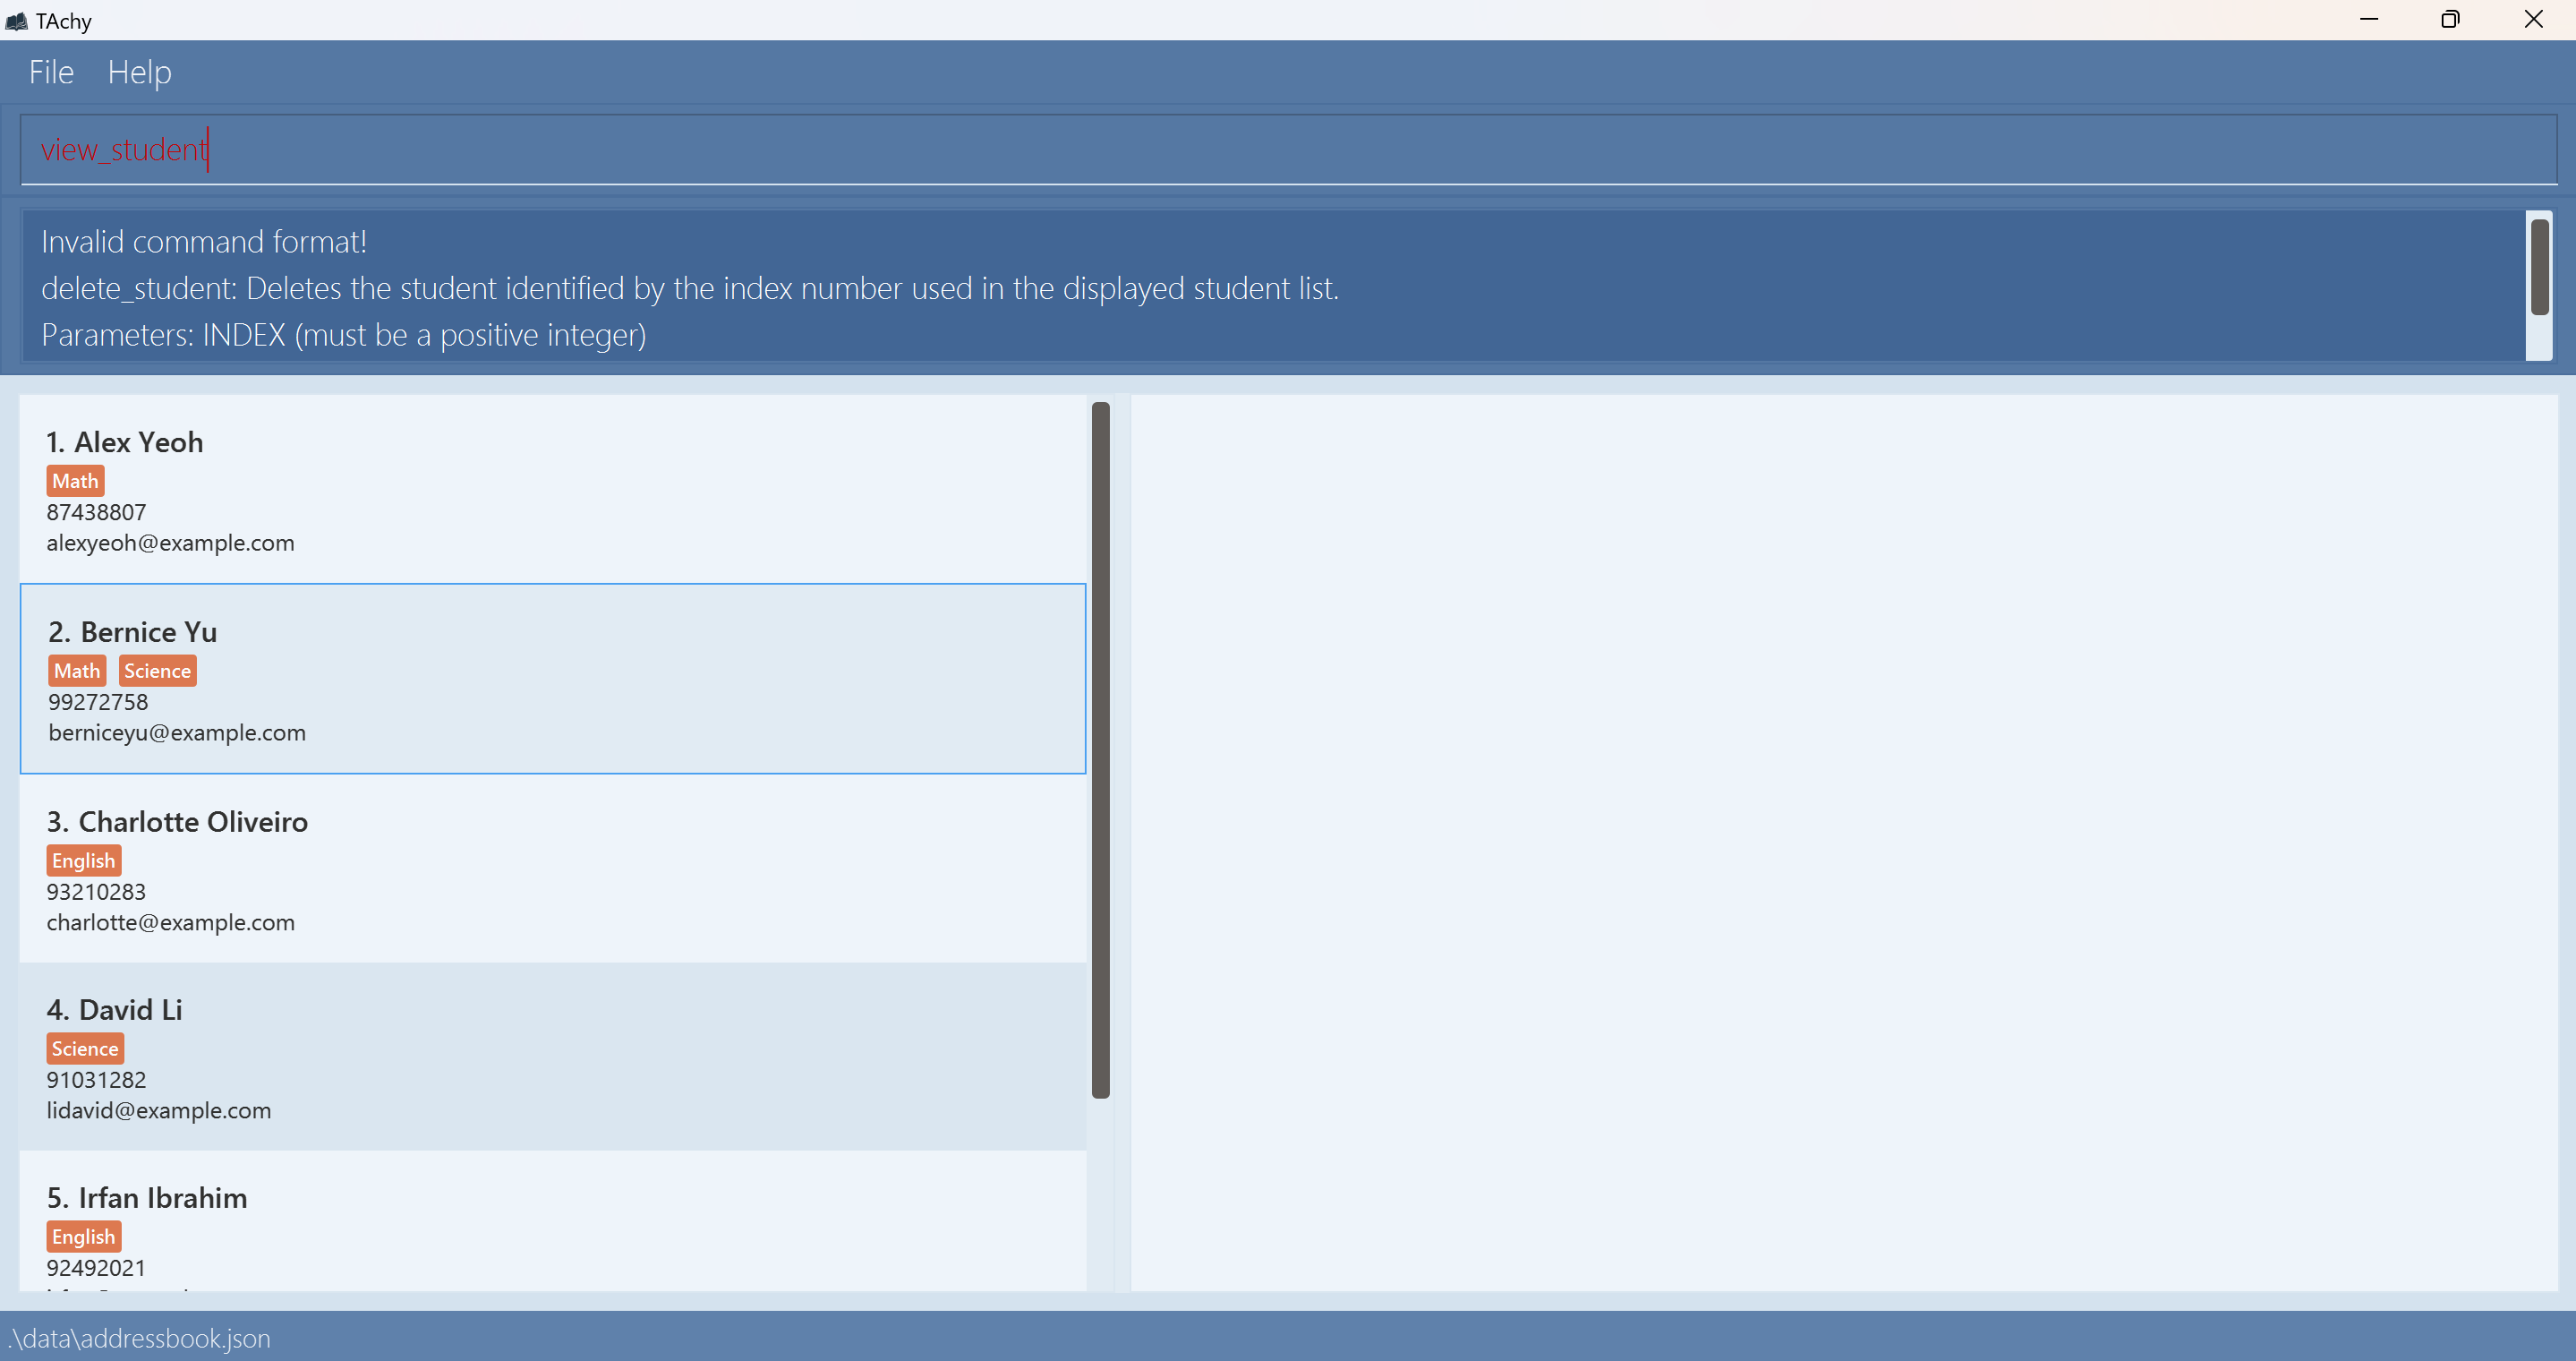 TAchy
File Help
view_student
Invalid command format!
delete_student: Deletes the student identified by the index number used in the displayed student list.
Parameters: INDEX (must be a positive integer)
1. Alex Yeoh
Math
87438807
alexyeoh@example.com
2. Bernice Yu
Math Science
99272758
berniceyu@example.com
3. Charlotte Oliveiro
English
93210283
charlotte@example.com
4. David Li
Science
91031282
lidavid@example.com
5. Irfan Ibrahim
English
92492021
.\data\addressbook.json